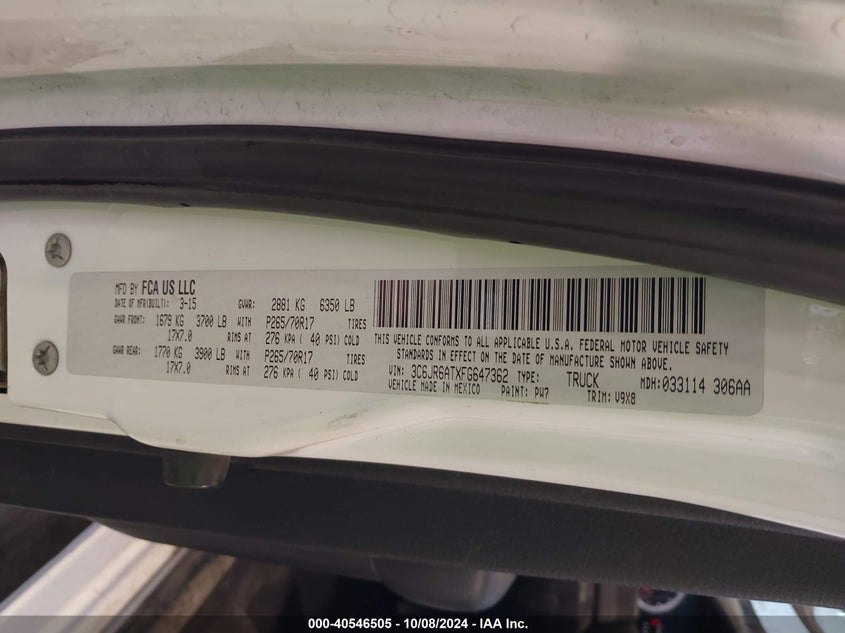 MFD BY FCA US LLC
DATE OF MFR(BUILT): 3-15 GVWR: 2881 KG 6350 LB
GAWR FRONT: 1679 KG 3700 LB WITH P265/70R17 TIRES
17X7.0 RIMS AT 276 KPA ( 40 PSI) COLD
GAWR REAR: 1770 KG 3900 LB WITH P265/70R17 TIRES
17X7.0 RIMS AT 276 KPA ( 40 PSI) COLD
THIS VEHICLE CONFORMS TO ALL APPLICABLE U.S.A. FEDERAL MOTOR VEHICLE SAFETY
STANDARDS IN EFFECT ON THE DATE OF MANUFACTURE SHOWN ABOVE.
VIN: 3C6JR6ATXFG647362 TYPE: TRUCK MDH:033114 306AA
VEHICLE MADE IN MEXICO PAINT: PW7 TRIM: V9X8
000-40546505 - 10/08/2024 - IAA Inc.